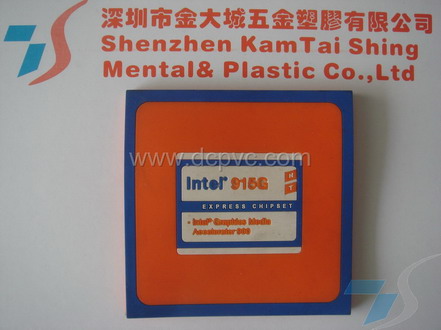 深圳市金大城五金塑膠有限公司
Shenzhen KamTai Shing
Mental& Plastic Co.,Ltd
www.dcpvc.com
Intel® 915G
HT
EXPRESS CHIPSET
• Intel® Graphics Media
Accelerator 900